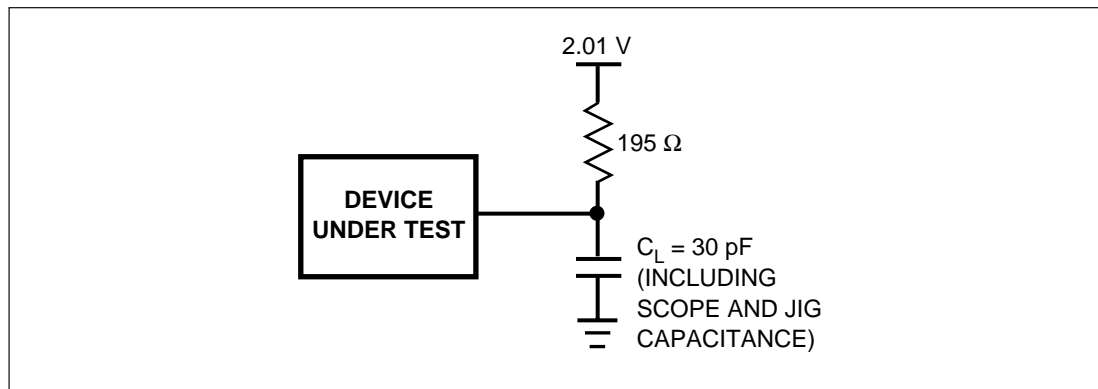 2.01 V
195 Ω
DEVICE
UNDER TEST
C_L = 30 pF
(INCLUDING
SCOPE AND JIG
CAPACITANCE)